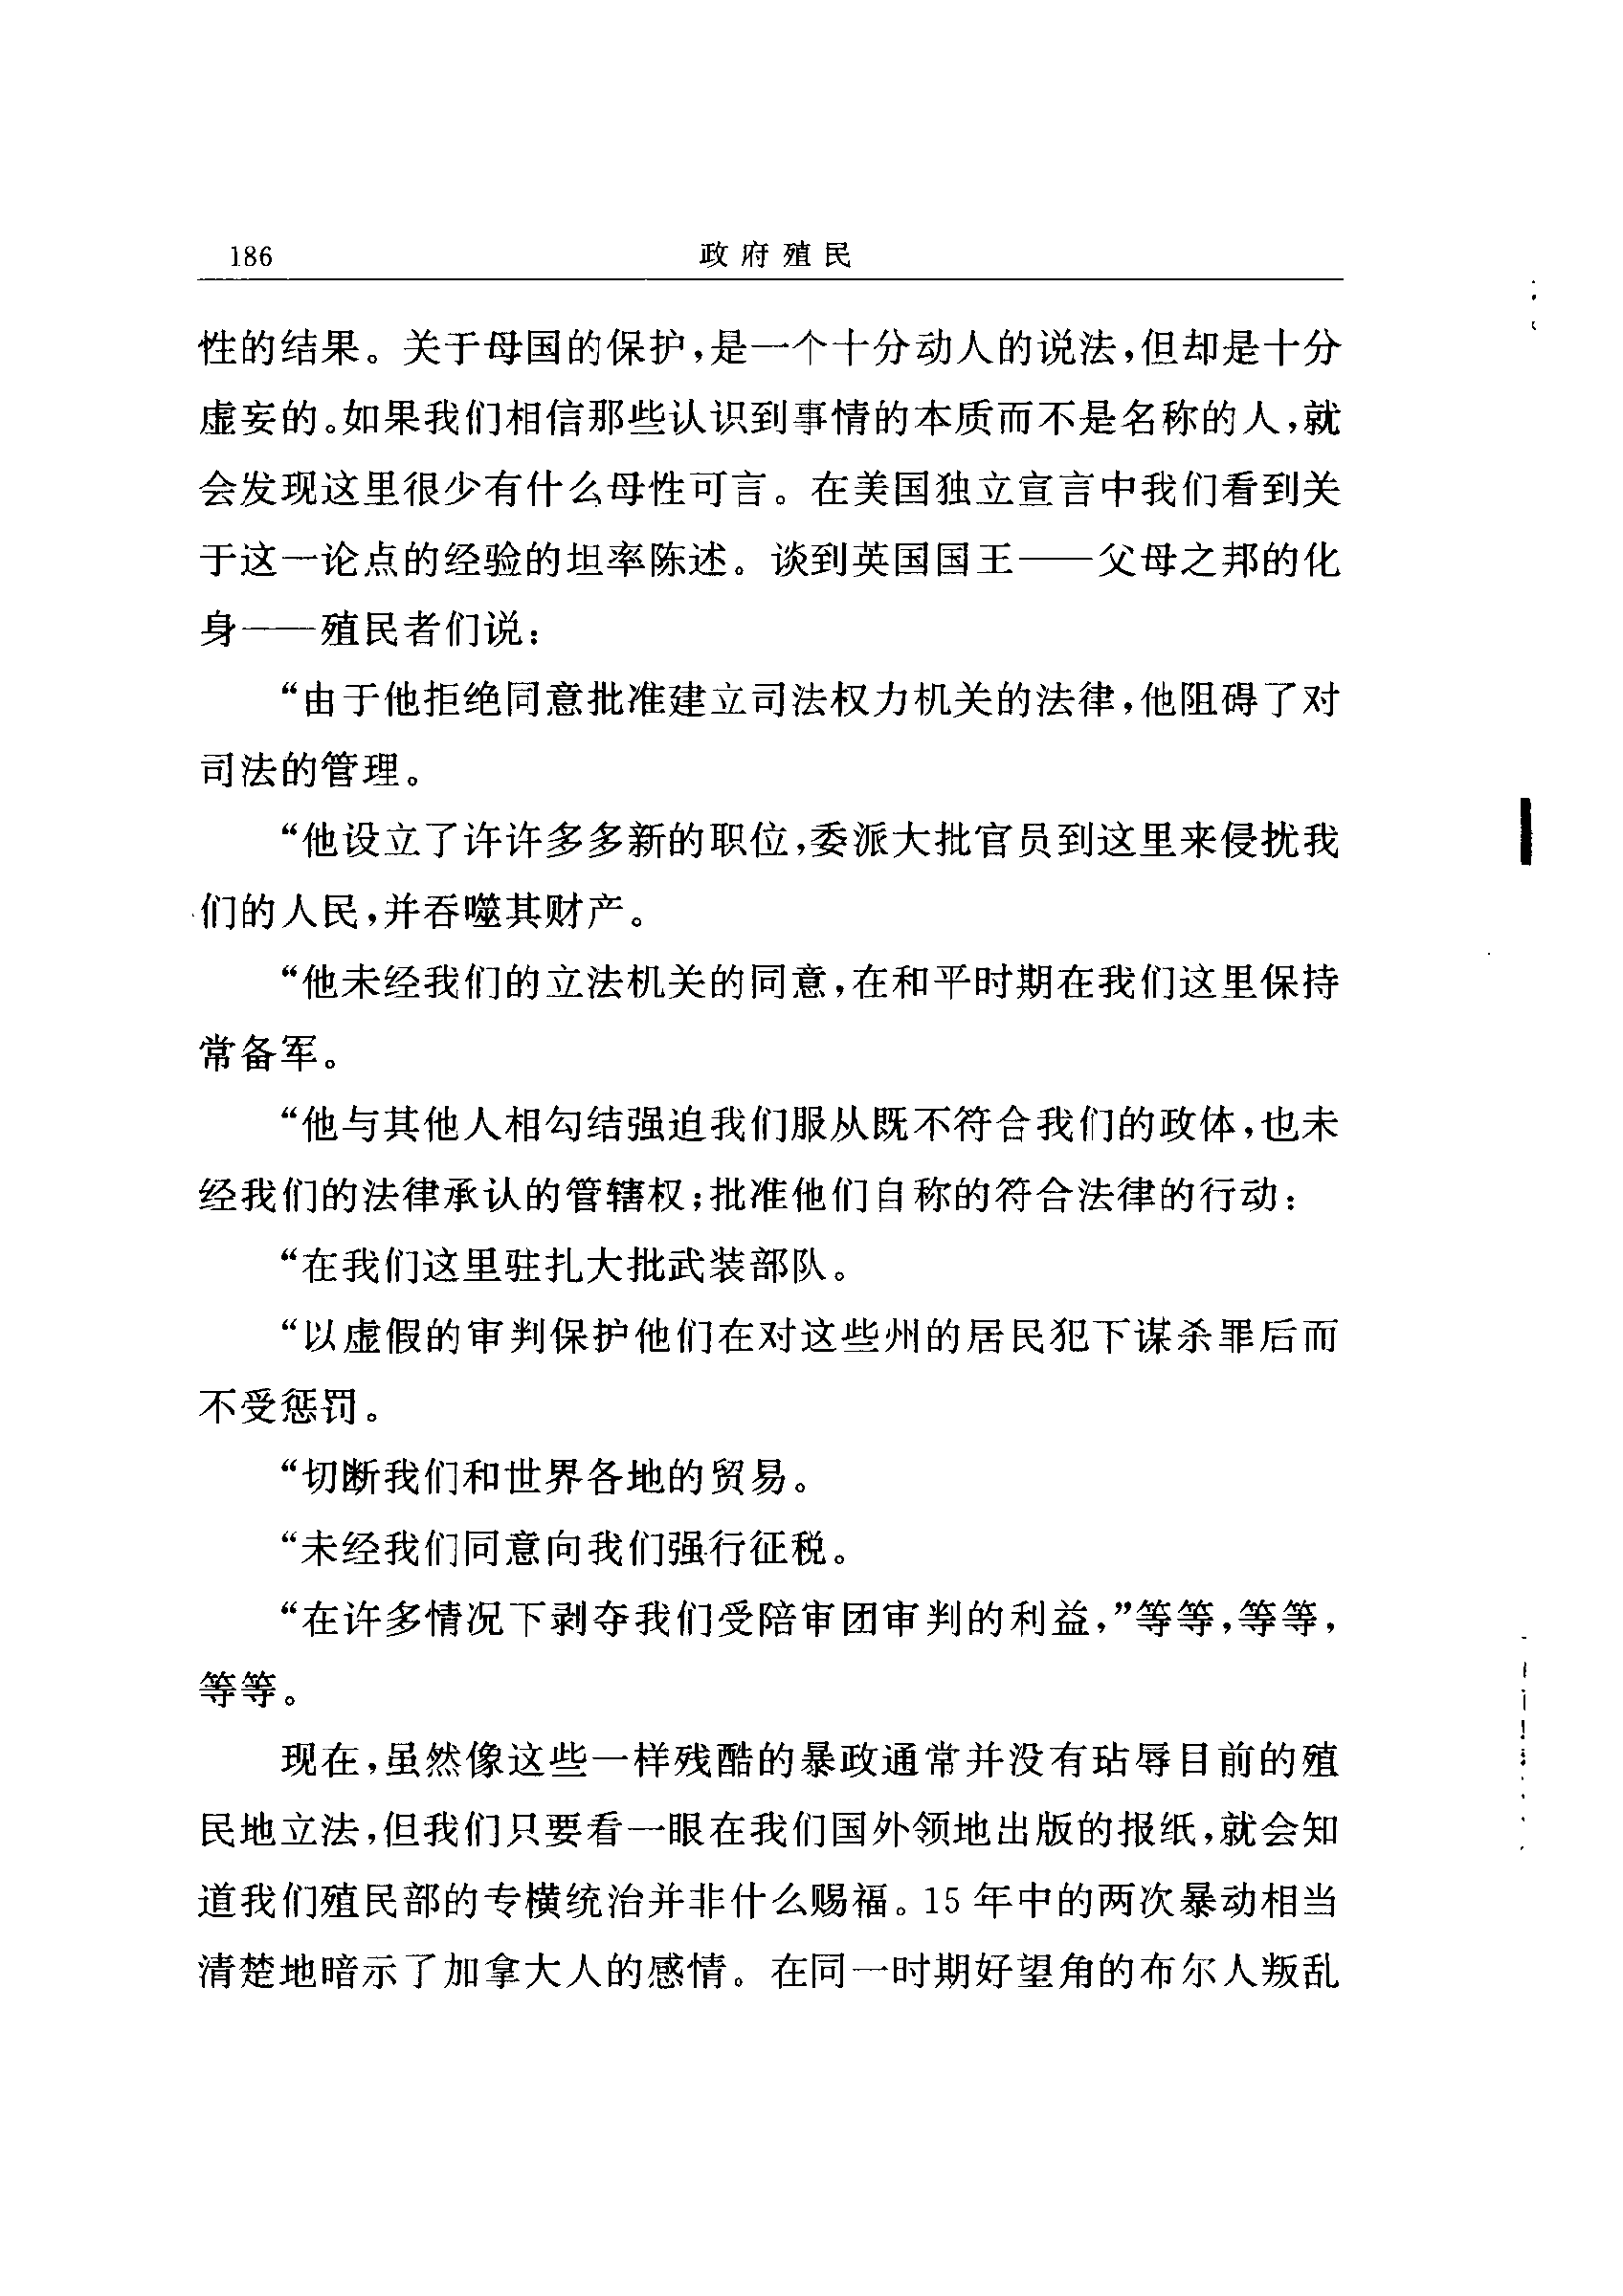 186 政府殖民
性的结果。关于母国的保护,是一个十分动人的说法,但却是十分
虚妄的。如果我们相信那些认识到事情的本质而不是名称的人,就
会发现这里很少有什么母性可言。在美国独立宣言中我们看到关
于这一论点的经验的坦率陈述。谈到英国国王——父母之邦的化
身——殖民者们说:
“由于他拒绝同意批准建立司法权力机关的法律,他阻碍了对
司法的管理。
“他设立了许许多多新的职位,委派大批官员到这里来侵扰我
们的人民,并吞噬其财产。
“他未经我们的立法机关的同意,在和平时期在我们这里保持
常备军。
“他与其他人相勾结强迫我们服从既不符合我们的政体,也未
经我们的法律承认的管辖权;批准他们自称的符合法律的行动:
“在我们这里驻扎大批武装部队。
“以虚假的审判保护他们在对这些州的居民犯下谋杀罪后而
不受惩罚。
“切断我们和世界各地的贸易。
“未经我们同意向我们强行征税。
“在许多情况下剥夺我们受陪审团审判的利益,”等等,等等,
等等。
现在,虽然像这些一样残酷的暴政通常并没有玷辱目前的殖
民地立法,但我们只要看一眼在我们国外领地出版的报纸,就会知
道我们殖民部的专横统治并非什么赐福。15 年中的两次暴动相当
清楚地暗示了加拿大人的感情。在同一时期好望角的布尔人叛乱